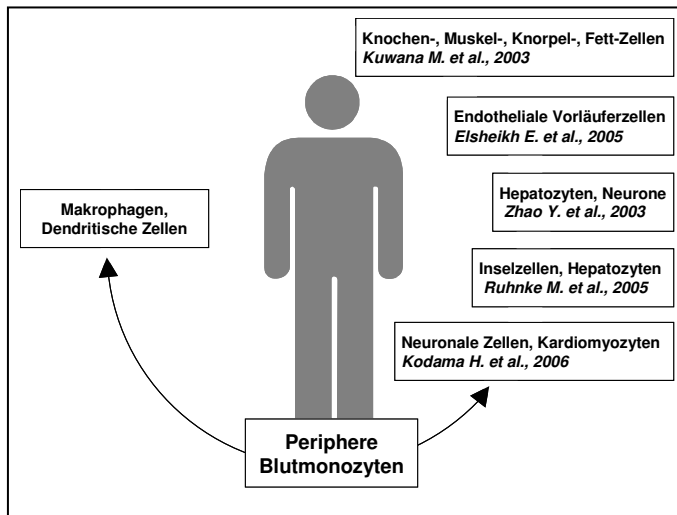 Knochen-, Muskel-, Knorpel-, Fett-Zellen
Kuwana M. et al., 2003
Endotheliale Vorläuferzellen
Elsheikh E. et al., 2005
Makrophagen,
Dendritische Zellen
Hepatozyten, Neurone
Zhao Y. et al., 2003
Inselzellen, Hepatozyten
Ruhnke M. et al., 2005
Neuronale Zellen, Kardiomyozyten
Kodama H. et al., 2006
Periphere
Blutmonozyten